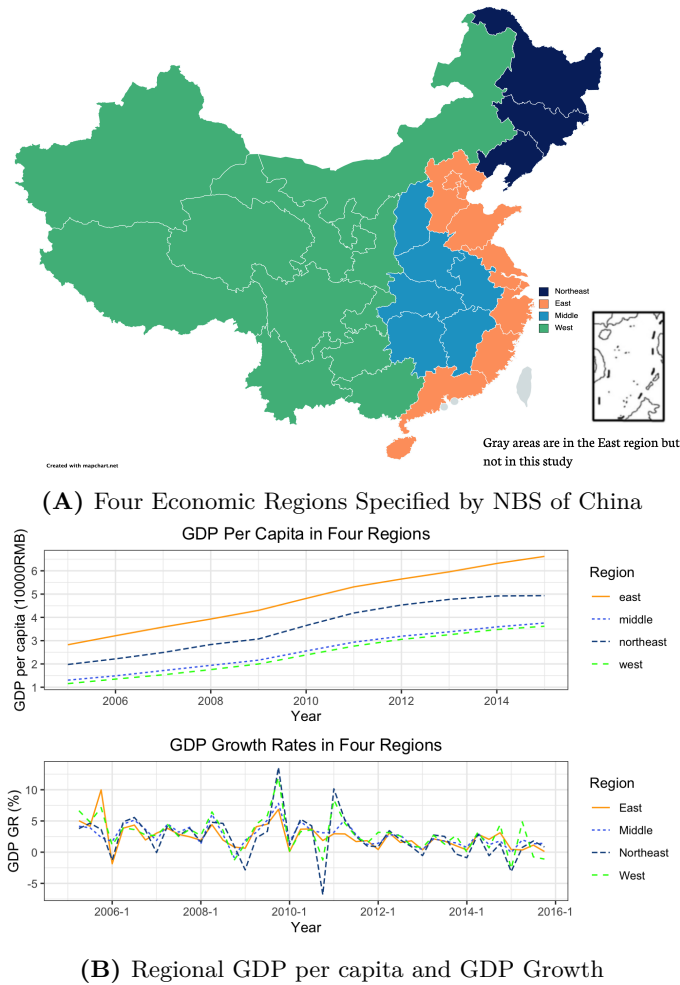 Northeast
East
Middle
West
Gray areas are in the East region but
not in this study
Created with mapchart.net
(A) Four Economic Regions Specified by NBS of China
GDP Per Capita in Four Regions
GDP per capita (10000RMB)
6
5
4
3
2
1
2006
2008
2010
2012
2014
Year
Region
east
middle
northeast
west
GDP Growth Rates in Four Regions
GDP GR (%)
10
5
0
-5
2006-1
2008-1
2010-1
2012-1
2014-1
2016-1
Year
Region
East
Middle
Northeast
West
(B) Regional GDP per capita and GDP Growth